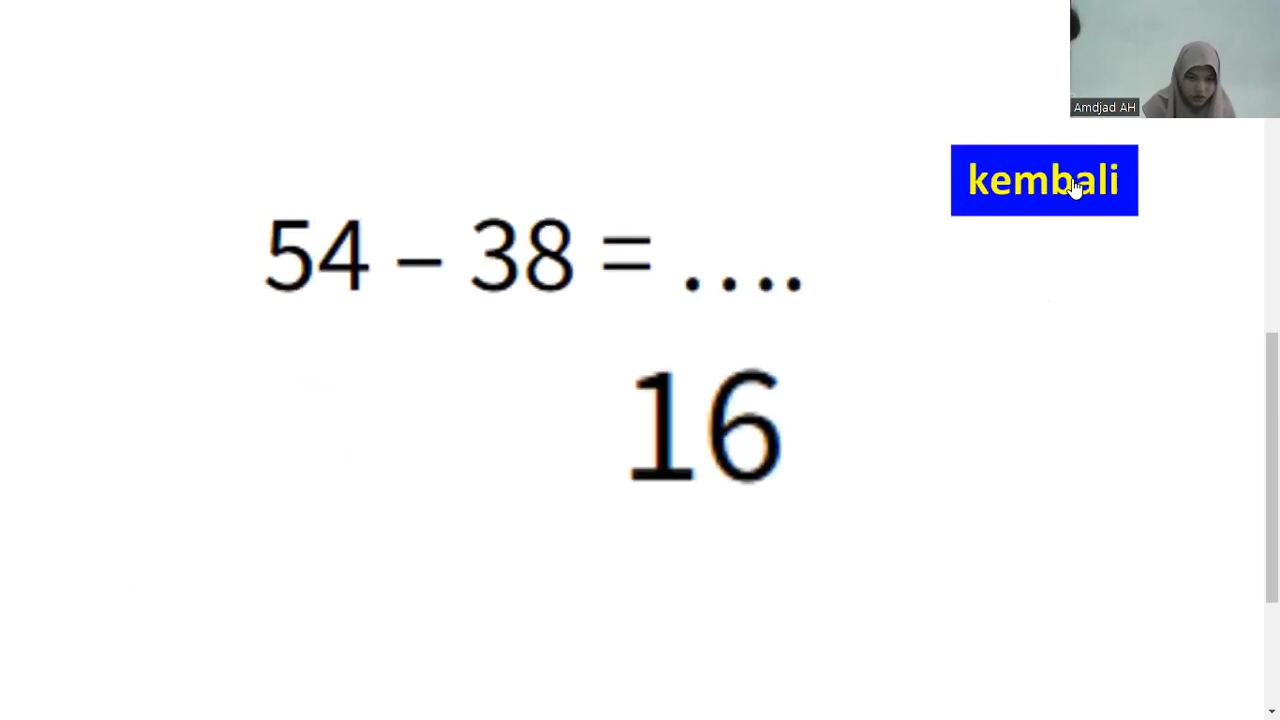 Amdjad AH
kembali
54 – 38 = ....
16